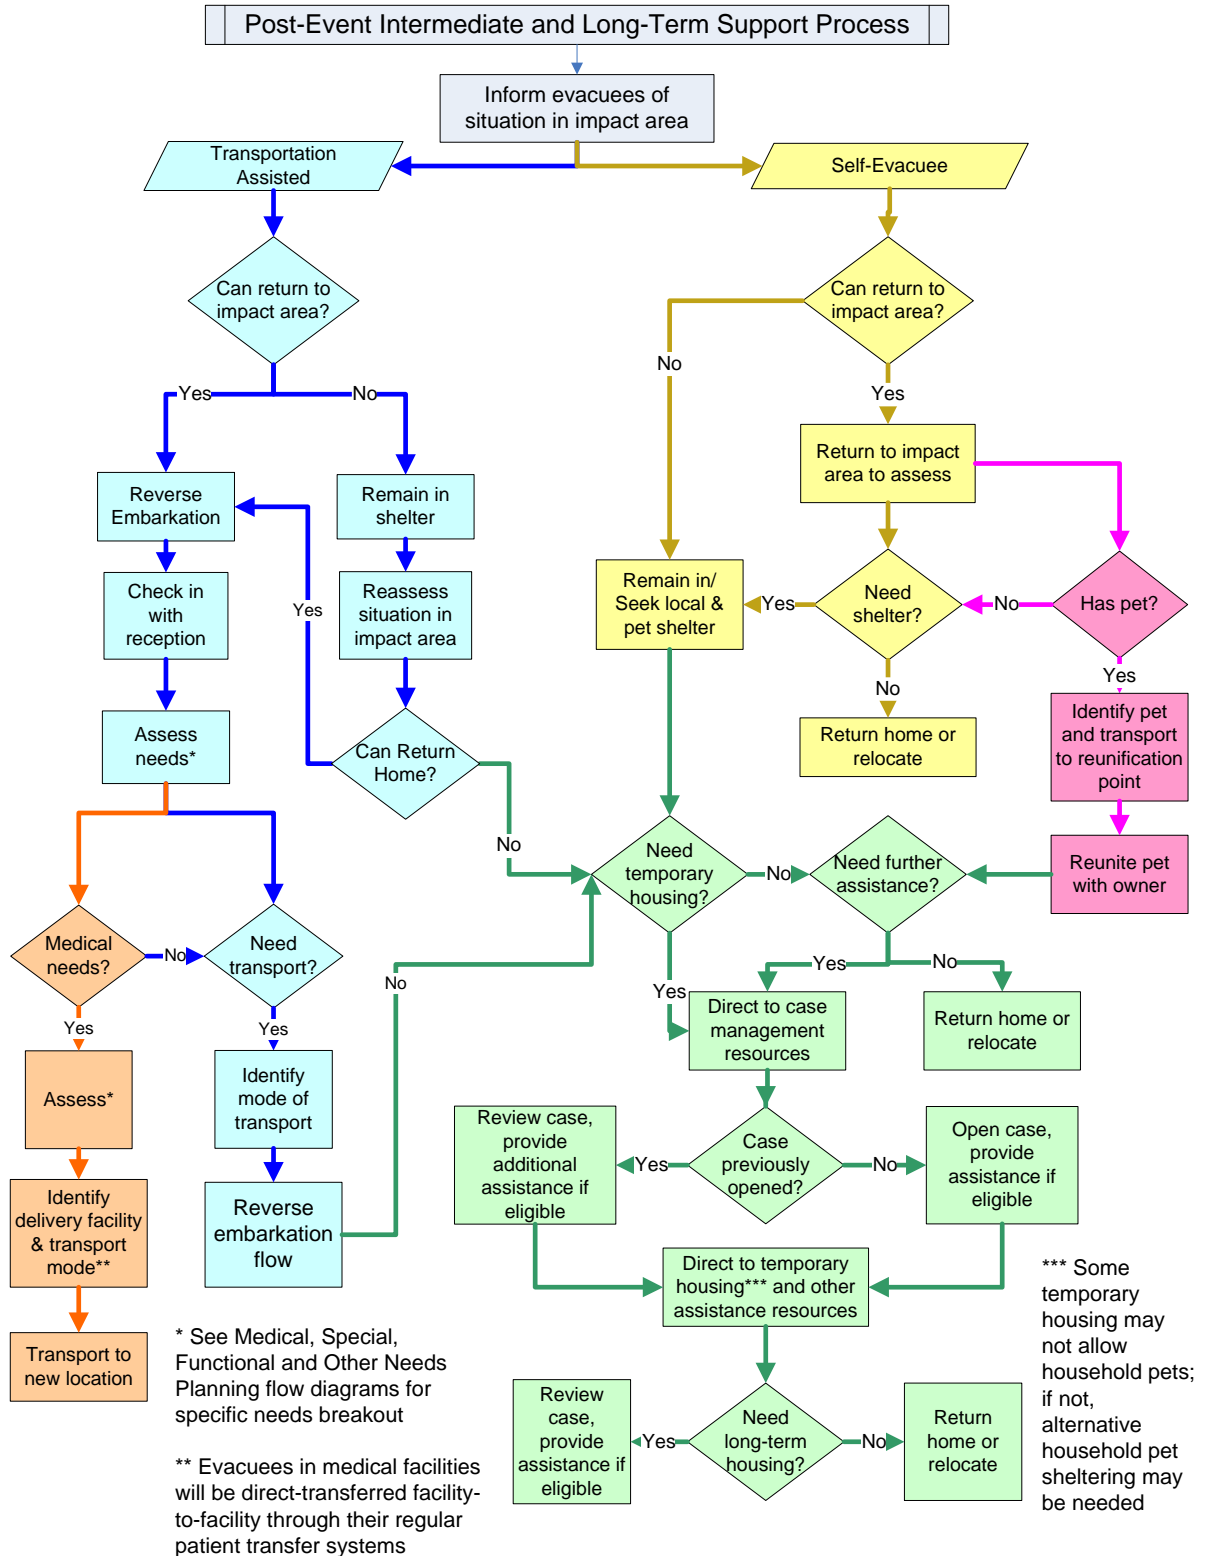 Post-Event Intermediate and Long-Term Support Process
Inform evacuees of
situation in impact area
Transportation
Assisted
Self-Evacuee
Can return to
impact area?
Can return to
impact area?
Yes
No
No
Yes
Reverse
Embarkation
Remain in
shelter
Return to impact
area to assess
Check in
with
reception
Yes
Reassess
situation in
impact area
Remain in/
Seek local &
pet shelter
Yes
Need
shelter?
No
Has pet?
No
Yes
Assess
needs*
Can Return
Home?
Return home or
relocate
Identify pet
and transport
to reunification
point
No
Need
temporary
housing?
No
Need further
assistance?
Reunite pet
with owner
Medical
needs?
No
Need
transport?
No
Yes
Yes
No
Yes
Yes
Direct to case
management
resources
Return home or
relocate
Assess*
Identify
mode of
transport
Review case,
provide
additional
assistance if
eligible
Yes
Case
previously
opened?
No
Open case,
provide
assistance if
eligible
Identify
delivery facility
& transport
mode**
Reverse
embarkation
flow
Direct to temporary
housing*** and other
assistance resources
*** Some
temporary
housing may
not allow
household pets;
if not,
alternative
household pet
sheltering may
be needed
Transport to
new location
* See Medical, Special,
Functional and Other Needs
Planning flow diagrams for
specific needs breakout
Review
case,
provide
assistance if
eligible
Yes
Need
long-term
housing?
No
Return
home or
relocate
** Evacuees in medical facilities
will be direct-transferred facility-
to-facility through their regular
patient transfer systems